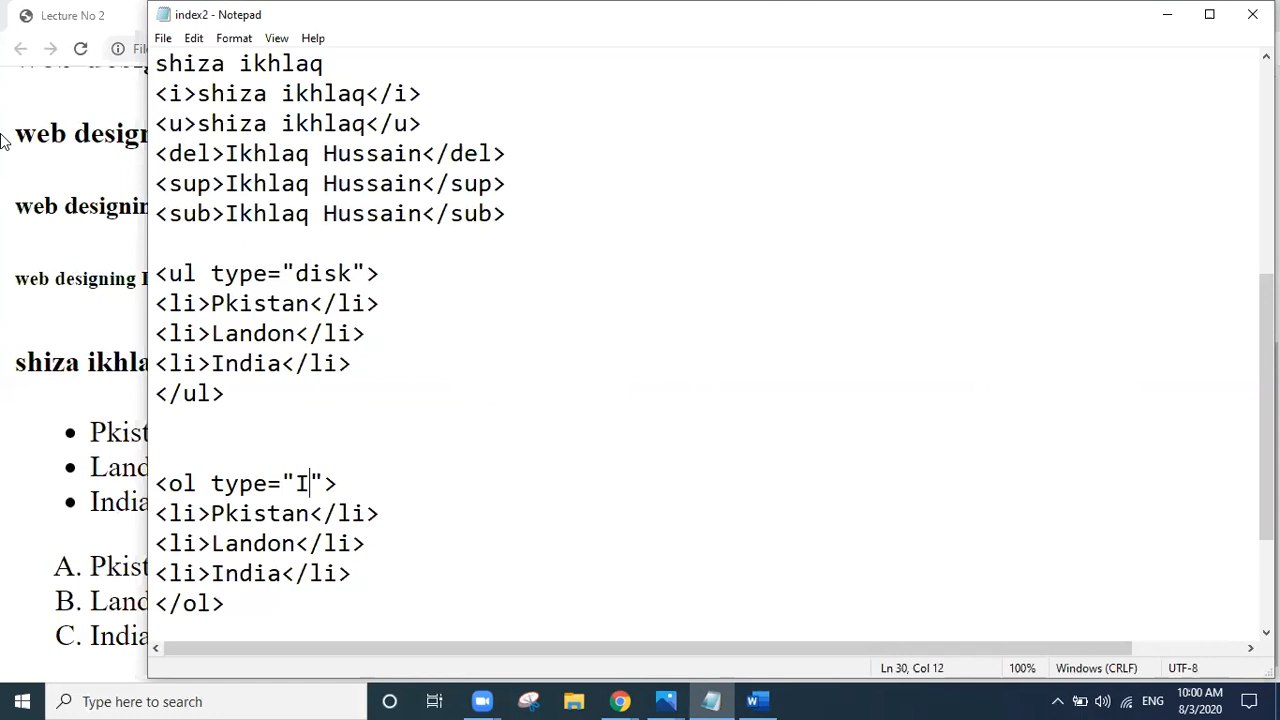 Lecture No 2
index2 - Notepad
File Edit Format View Help
shiza ikhlaq
<i>shiza ikhlaq</i>
<u>shiza ikhlaq</u>
<del>Ikhlaq Hussain</del>
<sup>Ikhlaq Hussain</sup>
<sub>Ikhlaq Hussain</sub>
<ul type="disk">
<li>Pkistan</li>
<li>Landon</li>
<li>India</li>
</ul>
<ol type="I">
<li>Pkistan</li>
<li>Landon</li>
<li>India</li>
</ol>
Ln 30, Col 12 100% Windows (CRLF) UTF-8
Fil
web design
web designin
web designing I
shiza ikhla
• Pkist
• Land
• India
A. Pkist
B. Land
C. India
Type here to search
ENG
10:00 AM
8/3/2020